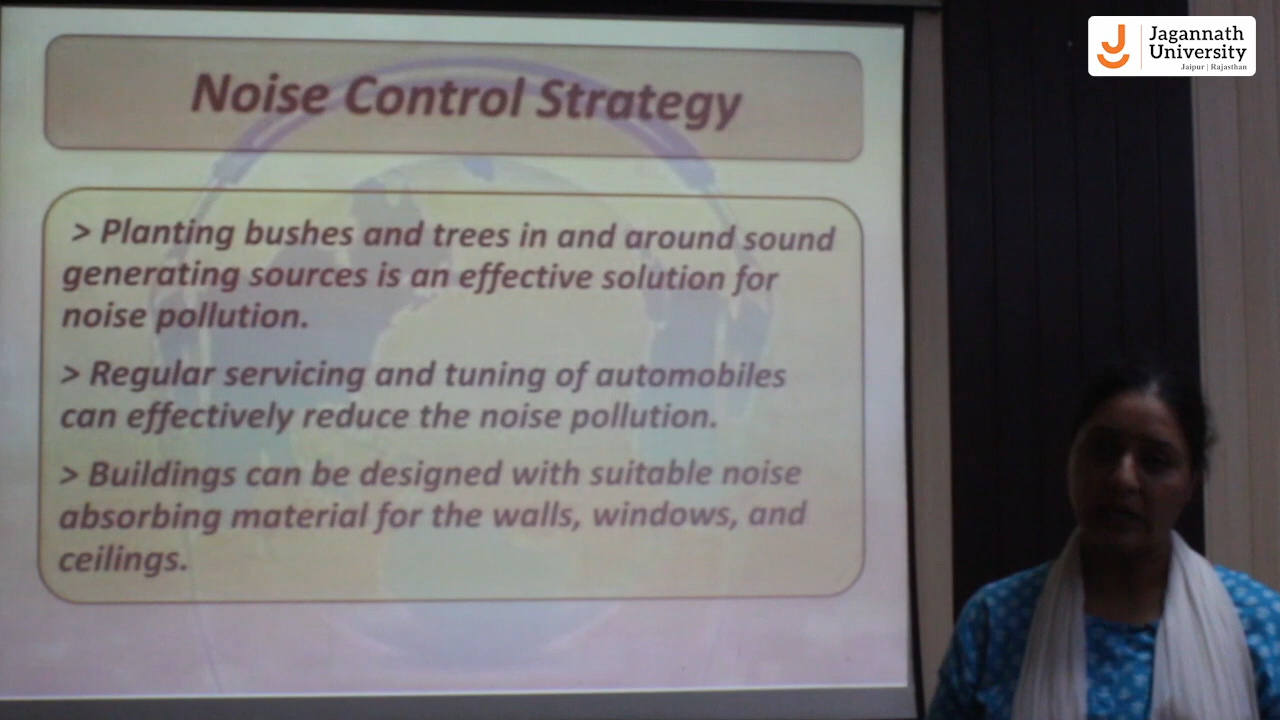 Noise Control Strategy
> Planting bushes and trees in and around sound
generating sources is an effective solution for
noise pollution.
> Regular servicing and tuning of automobiles
can effectively reduce the noise pollution.
> Buildings can be designed with suitable noise
absorbing material for the walls, windows, and
ceilings.
Jagannath
University
Jaipur | Rajasthan